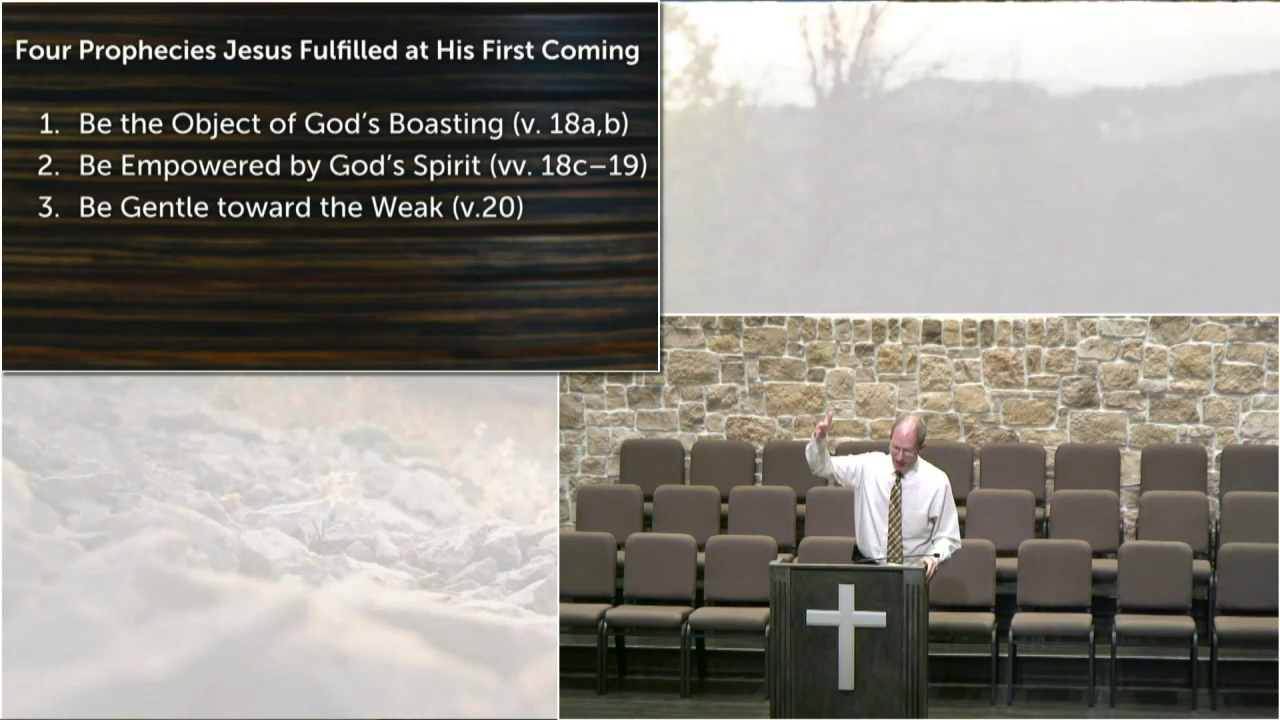 Four Prophecies Jesus Fulfilled at His First Coming
1. Be the Object of God's Boasting (v. 18a,b)
2. Be Empowered by God's Spirit (vv. 18c–19)
3. Be Gentle toward the Weak (v.20)